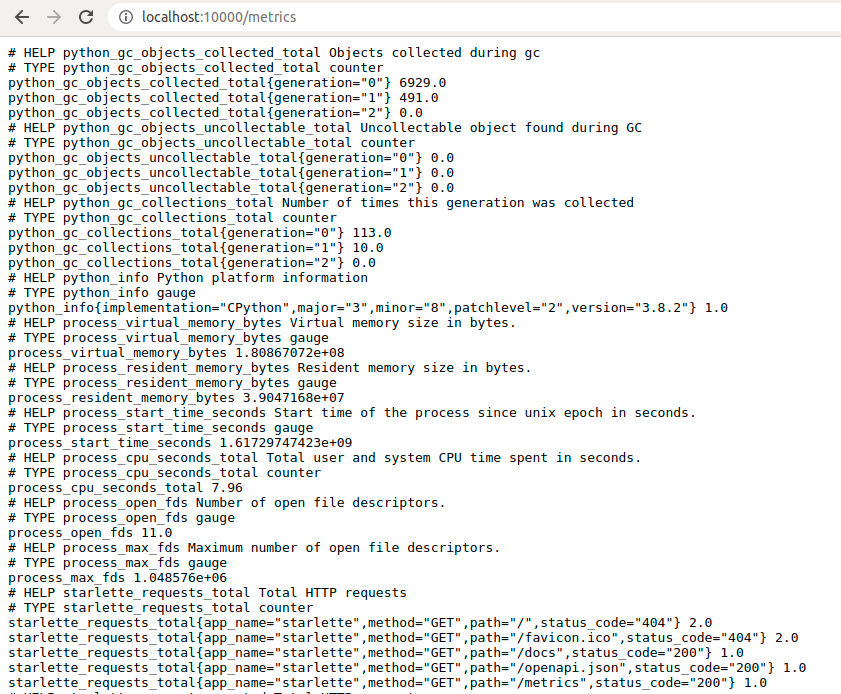 localhost:10000/metrics
# HELP python_gc_objects_collected_total Objects collected during gc
# TYPE python_gc_objects_collected_total counter
python_gc_objects_collected_total{generation="0"} 6929.0
python_gc_objects_collected_total{generation="1"} 491.0
python_gc_objects_collected_total{generation="2"} 0.0
# HELP python_gc_objects_uncollectable_total Uncollectable object found during GC
# TYPE python_gc_objects_uncollectable_total counter
python_gc_objects_uncollectable_total{generation="0"} 0.0
python_gc_objects_uncollectable_total{generation="1"} 0.0
python_gc_objects_uncollectable_total{generation="2"} 0.0
# HELP python_gc_collections_total Number of times this generation was collected
# TYPE python_gc_collections_total counter
python_gc_collections_total{generation="0"} 113.0
python_gc_collections_total{generation="1"} 10.0
python_gc_collections_total{generation="2"} 0.0
# HELP python_info Python platform information
# TYPE python_info gauge
python_info{implementation="CPython",major="3",minor="8",patchlevel="2",version="3.8.2"} 1.0
# HELP process_virtual_memory_bytes Virtual memory size in bytes.
# TYPE process_virtual_memory_bytes gauge
process_virtual_memory_bytes 1.80867072e+08
# HELP process_resident_memory_bytes Resident memory size in bytes.
# TYPE process_resident_memory_bytes gauge
process_resident_memory_bytes 3.9047168e+07
# HELP process_start_time_seconds Start time of the process since unix epoch in seconds.
# TYPE process_start_time_seconds gauge
process_start_time_seconds 1.61729747423e+09
# HELP process_cpu_seconds_total Total user and system CPU time spent in seconds.
# TYPE process_cpu_seconds_total counter
process_cpu_seconds_total 7.96
# HELP process_open_fds Number of open file descriptors.
# TYPE process_open_fds gauge
process_open_fds 11.0
# HELP process_max_fds Maximum number of open file descriptors.
# TYPE process_max_fds gauge
process_max_fds 1.048576e+06
# HELP starlette_requests_total Total HTTP requests
# TYPE starlette_requests_total counter
starlette_requests_total{app_name="starlette",method="GET",path="/",status_code="404"} 2.0
starlette_requests_total{app_name="starlette",method="GET",path="/favicon.ico",status_code="404"} 2.0
starlette_requests_total{app_name="starlette",method="GET",path="/docs",status_code="200"} 1.0
starlette_requests_total{app_name="starlette",method="GET",path="/openapi.json",status_code="200"} 1.0
starlette_requests_total{app_name="starlette",method="GET",path="/metrics",status_code="200"} 1.0